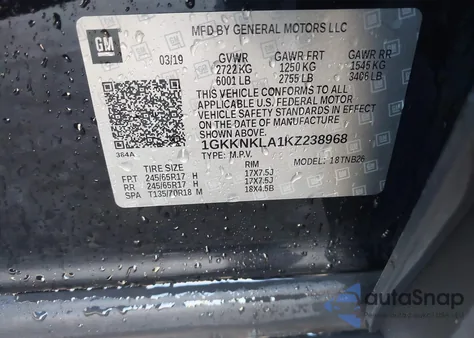 GM
MFD BY GENERAL MOTORS LLC
03/19 GVWR GAWR FRT GAWR RR
2722 KG 1250 KG 1545 KG
6001 LB 2755 LB 3406 LB
THIS VEHICLE CONFORMS TO ALL
APPLICABLE U.S. FEDERAL MOTOR
VEHICLE SAFETY STANDARDS IN EFFECT
ON THE DATE OF MANUFACTURE
SHOWN ABOVE.
1GKKNKLA1KZ238968
384A TYPE: M.P.V. MODEL: 18TNB26
TIRE SIZE RIM
FRT 245/65R17 H 17X7.5J
RR 245/65R17 H 17X7.5J
SPA T135/70R18 M 18X4.5B
autoSnap